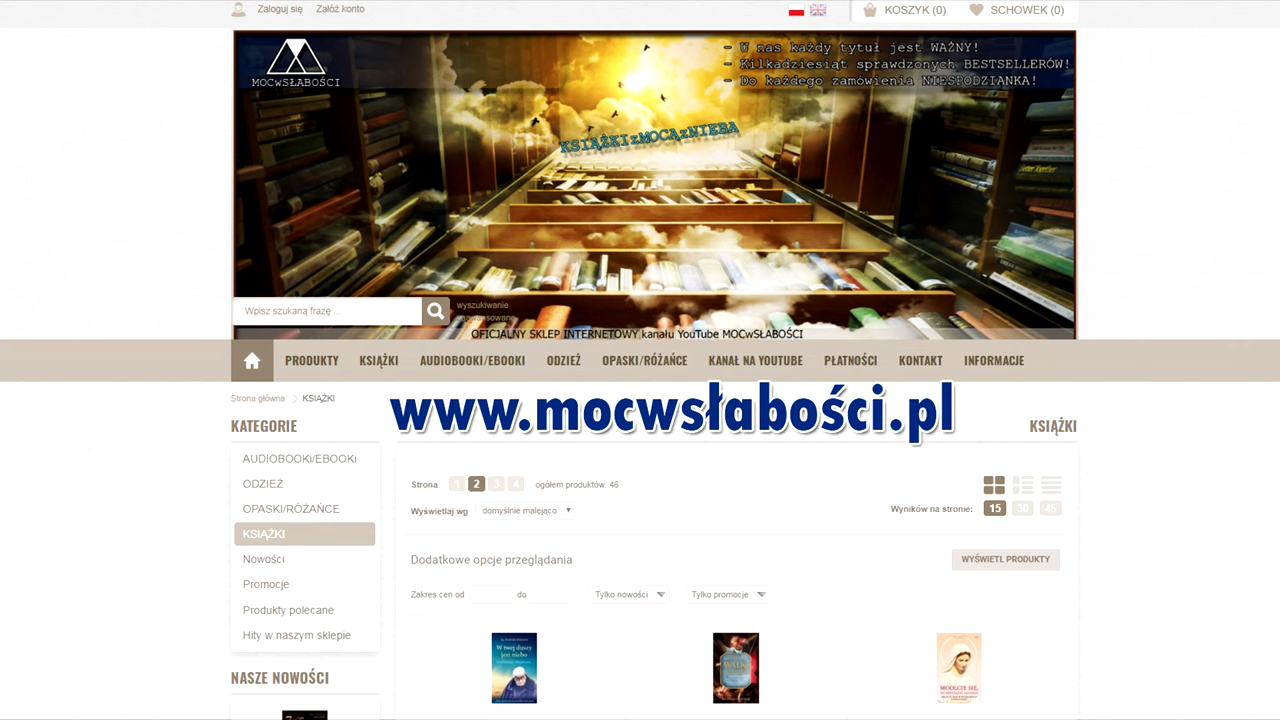 Zaloguj się Załóż konto KOSZYK (0) SCHOWEK (0)
MOCWSŁABOŚCI
- W nas każdy tytuł jest WAŻNY!
- Kilkadziesiąt sprawdzonych BESTSELLERÓW!
- Do każdego zamówienia NIESPODZIANKA!
KSIĄŻKIzMOCĄzNIEBA
Wpisz szukaną frazę ...
wyszukiwanie
OFICJALNY SKLEP INTERNETOWY kanału YouTube MOCwSŁABOŚCI
PRODUKTY KSIĄŻKI AUDIOBOOKI/EBOOKI ODZIEŻ OPASKI/RÓŻAŃCE KANAŁ NA YOUTUBE PŁATNOŚCI KONTAKT INFORMACJE
Strona główna KSIĄŻKI
www.mocwsłabości.pl
KATEGORIE
AUDIOBOOKi/EBOOKi
ODZIEŻ
OPASKI/RÓŻAŃCE
KSIĄŻKI
Nowości
Promocje
Produkty polecane
Hity w naszym sklepie
NASZE NOWOŚCI
KSIĄŻKI
Strona 1 2 3 4 ogółem produktów: 46
Wyświetlaj wg domyślnie malejąco
Wyników na stronie: 15 30 45
Dodatkowe opcje przeglądania
WYŚWIETL PRODUKTY
Zakres cen od do Tylko nowości Tylko promocje
W twej duszy
jest niebo
WALKI
MÓDLCIE SIĘ,